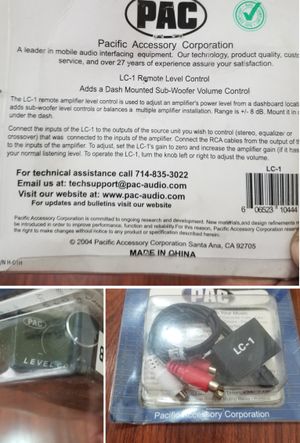 PAC
Pacific Accessory Corporation
A leader in mobile audio interfacing equipment. Our technology, product quality, custo
service, and over 27 years of experience assure your satisfaction.
LC-1 Remote Level Control
Adds a Dash Mounted Sub-Woofer Volume Control
The LC-1 remote amplifier level control is used to adjust an amplifier's power level from a dashboard locat
adds sub-woofer level controls or balances a multiple amplifier installation. Range is +/- 8 dB. Mount it in
under the dash.
Connect the inputs of the LC-1 to the outputs of the source unit you wish to control (stereo, equalizer or
crossover) that was connected to the inputs of the amplifier. Connect the RCA cables from the output of th
to the inputs of the amplifier. To adjust, set the LC-1's gain to zero and increase the amplifier gain (if it has
your normal listening level. To operate the LC-1, turn the knob left or right to adjust the volume.
For technical assistance call 714-835-3022
Email us at: techsupport@pac-audio.com
Visit our website at: www.pac-audio.com
For updates and bulletins visit our website
LC-1
6 06523 10444
Pacific Accessory Corporation is committed to ongoing research and development. New materials, and design refinements m
be introduced in order to improve performance, function and reliability. For this reason, Pacific Accessory Corporation reserve
the right to make changes without notice to any product or specification described herein.
© 2004 Pacific Accessory Corporation Santa Ana, CA 92705
MADE IN CHINA
PAC
LEVEL
PAC
LC-1
Pacific Accessory Corporation